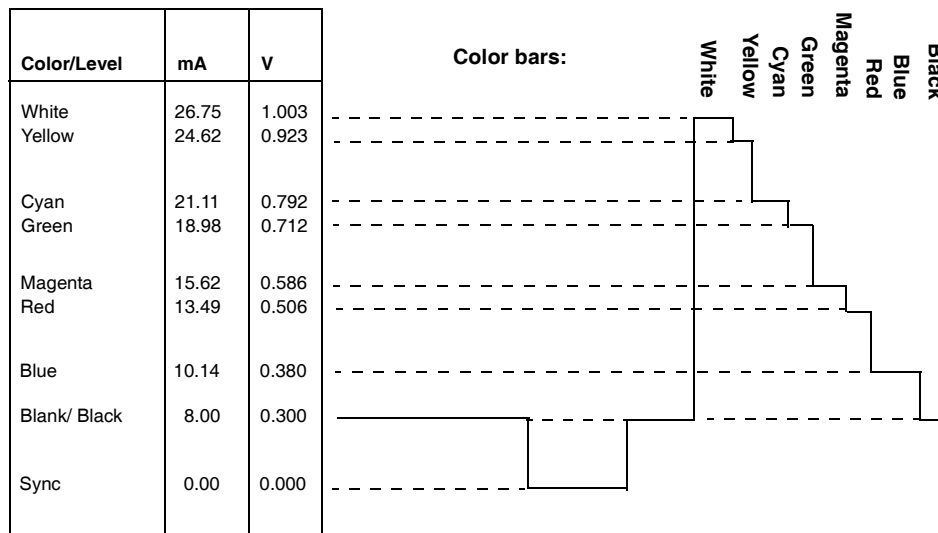 Color/Level mA V
White 26.75 1.003
Yellow 24.62 0.923
Cyan 21.11 0.792
Green 18.98 0.712
Magenta 15.62 0.586
Red 13.49 0.506
Blue 10.14 0.380
Blank/ Black 8.00 0.300
Sync 0.00 0.000
Color bars:
White
Yellow
Cyan
Green
Magenta
Red
Blue
Black